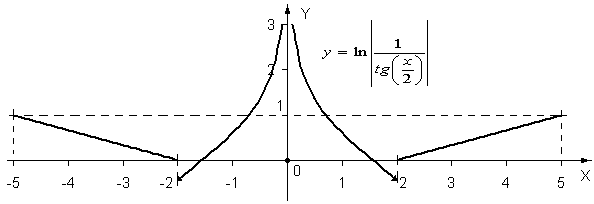 Y
3
y = ln | 1 / tg(x/2) |
2
1
0
-5 -4 -3 -2 -1 1 2 3 4 5 X